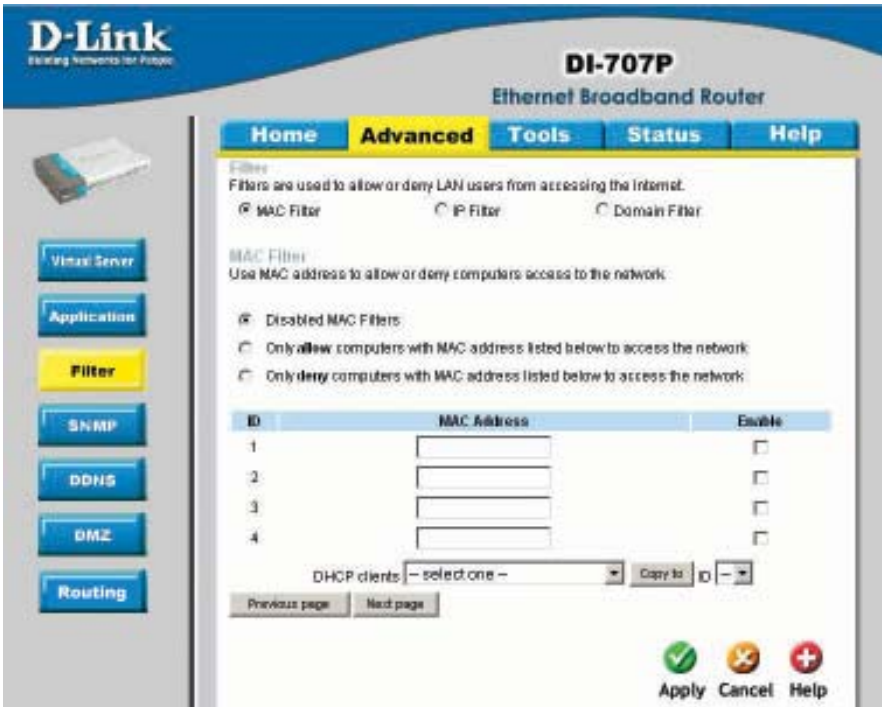 D-Link
Building Networks for People
DI-707P
Ethernet Broadband Router
Home Advanced Tools Status Help
Filter
Filters are used to allow or deny LAN users from accessing the Internet.
MAC Filter IP Filter Domain Filter
MAC Filter
Use MAC address to allow or deny computers access to the network
Disabled MAC Filters
Only allow computers with MAC address listed below to access the network
Only deny computers with MAC address listed below to access the network
ID MAC Address Enable
1
2
3
4
DHCP clients -- select one -- Copy to ID --
Previous page Next page
Apply Cancel Help
Virtual Server
Application
Filter
SNMP
DDNS
DMZ
Routing